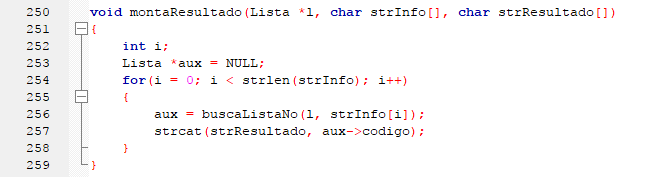 250 void montaResultado(Lista *l, char strInfo[], char strResultado[])
251 {
252     int i;
253     Lista *aux = NULL;
254     for(i = 0; i < strlen(strInfo); i++)
255     {
256         aux = buscaListaNo(l, strInfo[i]);
257         strcat(strResultado, aux->codigo);
258     }
259 }